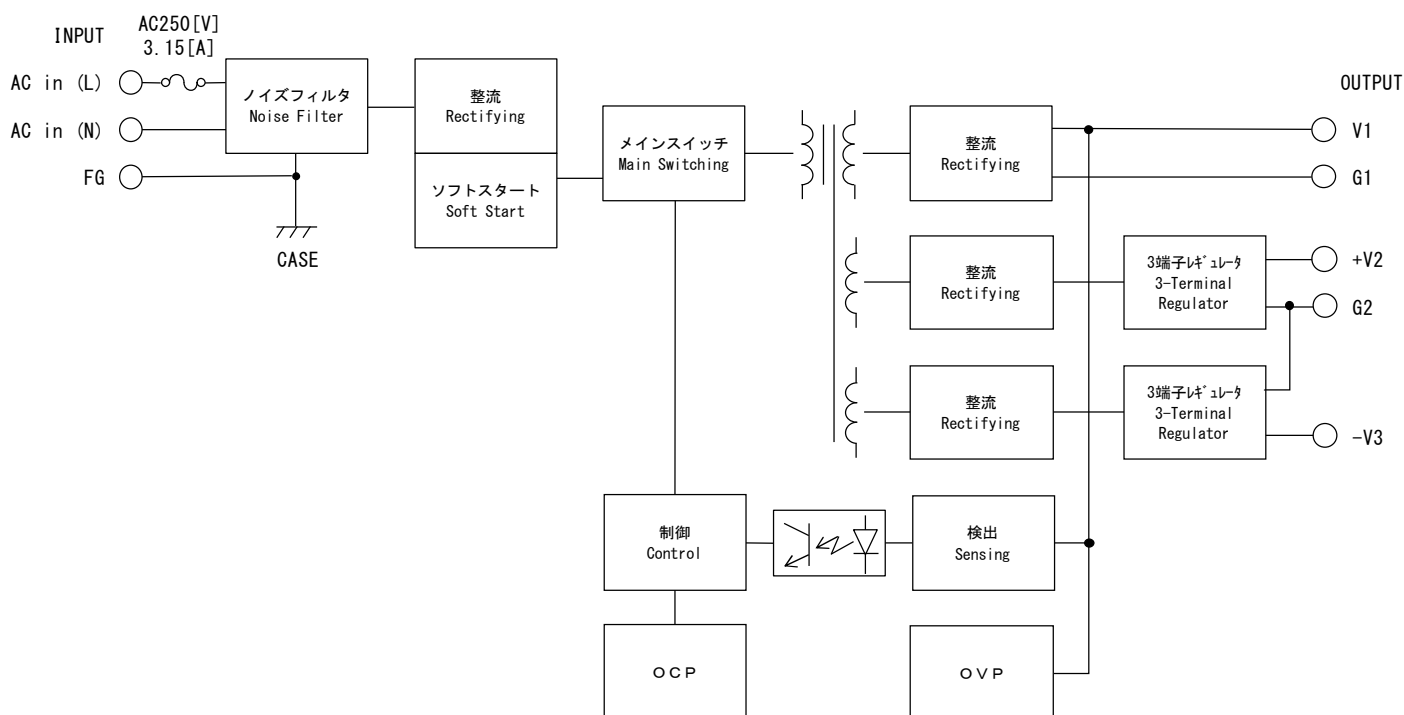 INPUT
AC250[V]
3.15[A]
AC in (L)
AC in (N)
FG
ノイズフィルタ
Noise Filter
CASE
整流
Rectifying
ソフトスタート
Soft Start
メインスイッチ
Main Switching
整流
Rectifying
OUTPUT
V1
G1
整流
Rectifying
3端子ﾚｷﾞｭﾚｰﾀ
3-Terminal
Regulator
+V2
G2
整流
Rectifying
3端子ﾚｷﾞｭﾚｰﾀ
3-Terminal
Regulator
-V3
制御
Control
検出
Sensing
ＯＣＰ
ＯＶＰ